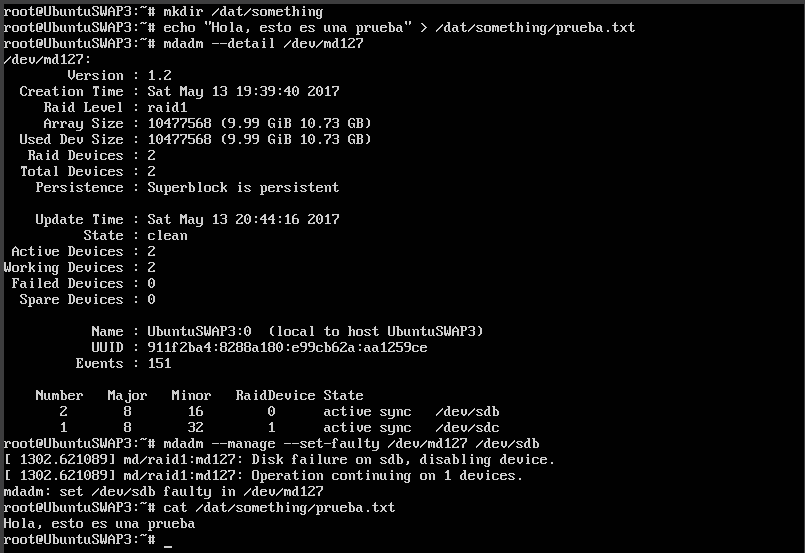 root@UbuntuSWAP3:~# mkdir /dat/something
root@UbuntuSWAP3:~# echo "Hola, esto es una prueba" > /dat/something/prueba.txt
root@UbuntuSWAP3:~# mdadm --detail /dev/md127
/dev/md127:
Version : 1.2
Creation Time : Sat May 13 19:39:40 2017
Raid Level : raid1
Array Size : 10477568 (9.99 GiB 10.73 GB)
Used Dev Size : 10477568 (9.99 GiB 10.73 GB)
Raid Devices : 2
Total Devices : 2
Persistence : Superblock is persistent
Update Time : Sat May 13 20:44:16 2017
State : clean
Active Devices : 2
Working Devices : 2
Failed Devices : 0
Spare Devices : 0
Name : UbuntuSWAP3:0 (local to host UbuntuSWAP3)
UUID : 911f2ba4:8288a180:e99cb62a:aa1259ce
Events : 151
Number Major Minor RaidDevice State
2 8 16 0 active sync /dev/sdb
1 8 32 1 active sync /dev/sdc
root@UbuntuSWAP3:~# mdadm --manage --set-faulty /dev/md127 /dev/sdb
[ 1302.621089] md/raid1:md127: Disk failure on sdb, disabling device.
[ 1302.621089] md/raid1:md127: Operation continuing on 1 devices.
mdadm: set /dev/sdb faulty in /dev/md127
root@UbuntuSWAP3:~# cat /dat/something/prueba.txt
Hola, esto es una prueba
root@UbuntuSWAP3:~# _